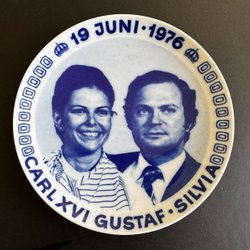 19 JUNI · 1976
CARL XVI GUSTAF · SILVIA